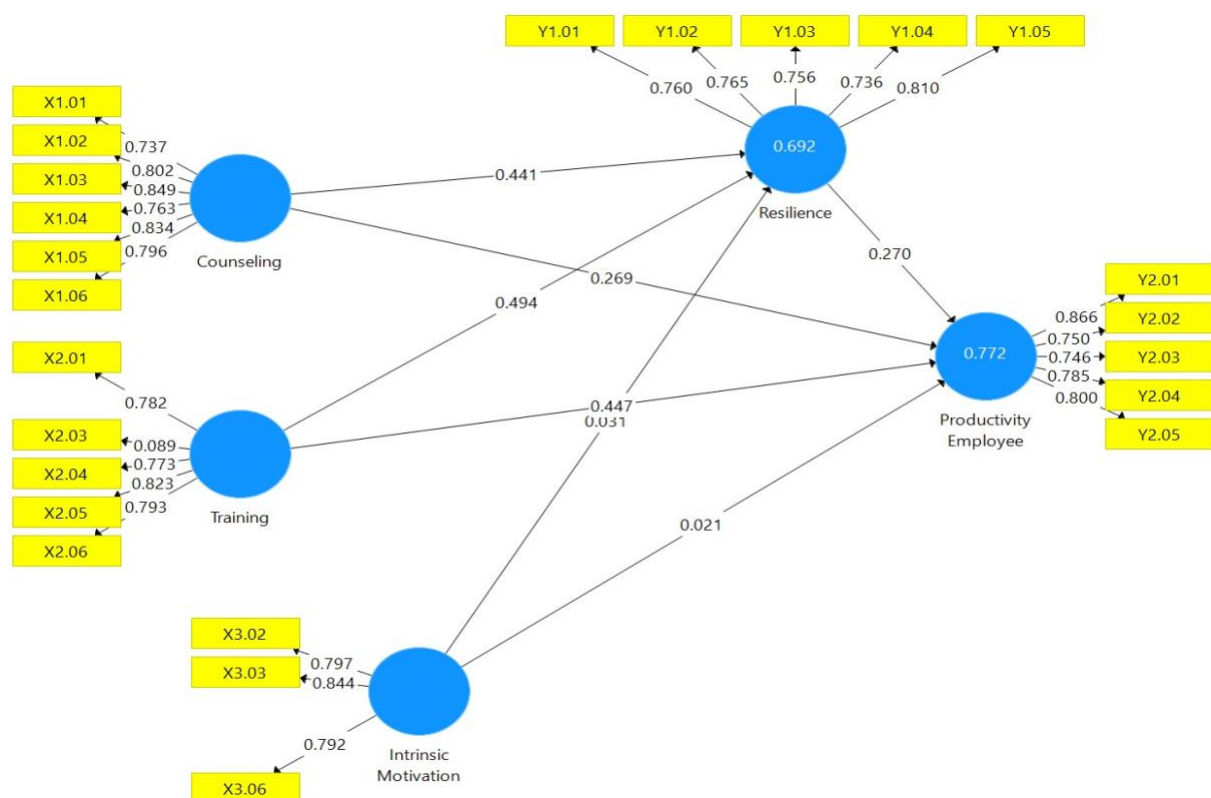 Y1.01
Y1.02
Y1.03
Y1.04
Y1.05
0.760
0.765
0.756
0.736
0.810
0.692
Resilience
X1.01
X1.02
X1.03
X1.04
X1.05
X1.06
0.737
0.802
0.849
0.763
0.834
0.796
Counseling
0.441
0.269
0.494
0.270
X2.01
X2.03
X2.04
X2.05
X2.06
0.782
0.089
0.773
0.823
0.793
Training
0.447
0.031
0.021
0.772
Productivity
Employee
0.866
0.750
0.746
0.785
0.800
Y2.01
Y2.02
Y2.03
Y2.04
Y2.05
X3.02
X3.03
X3.06
0.797
0.844
0.792
Intrinsic
Motivation